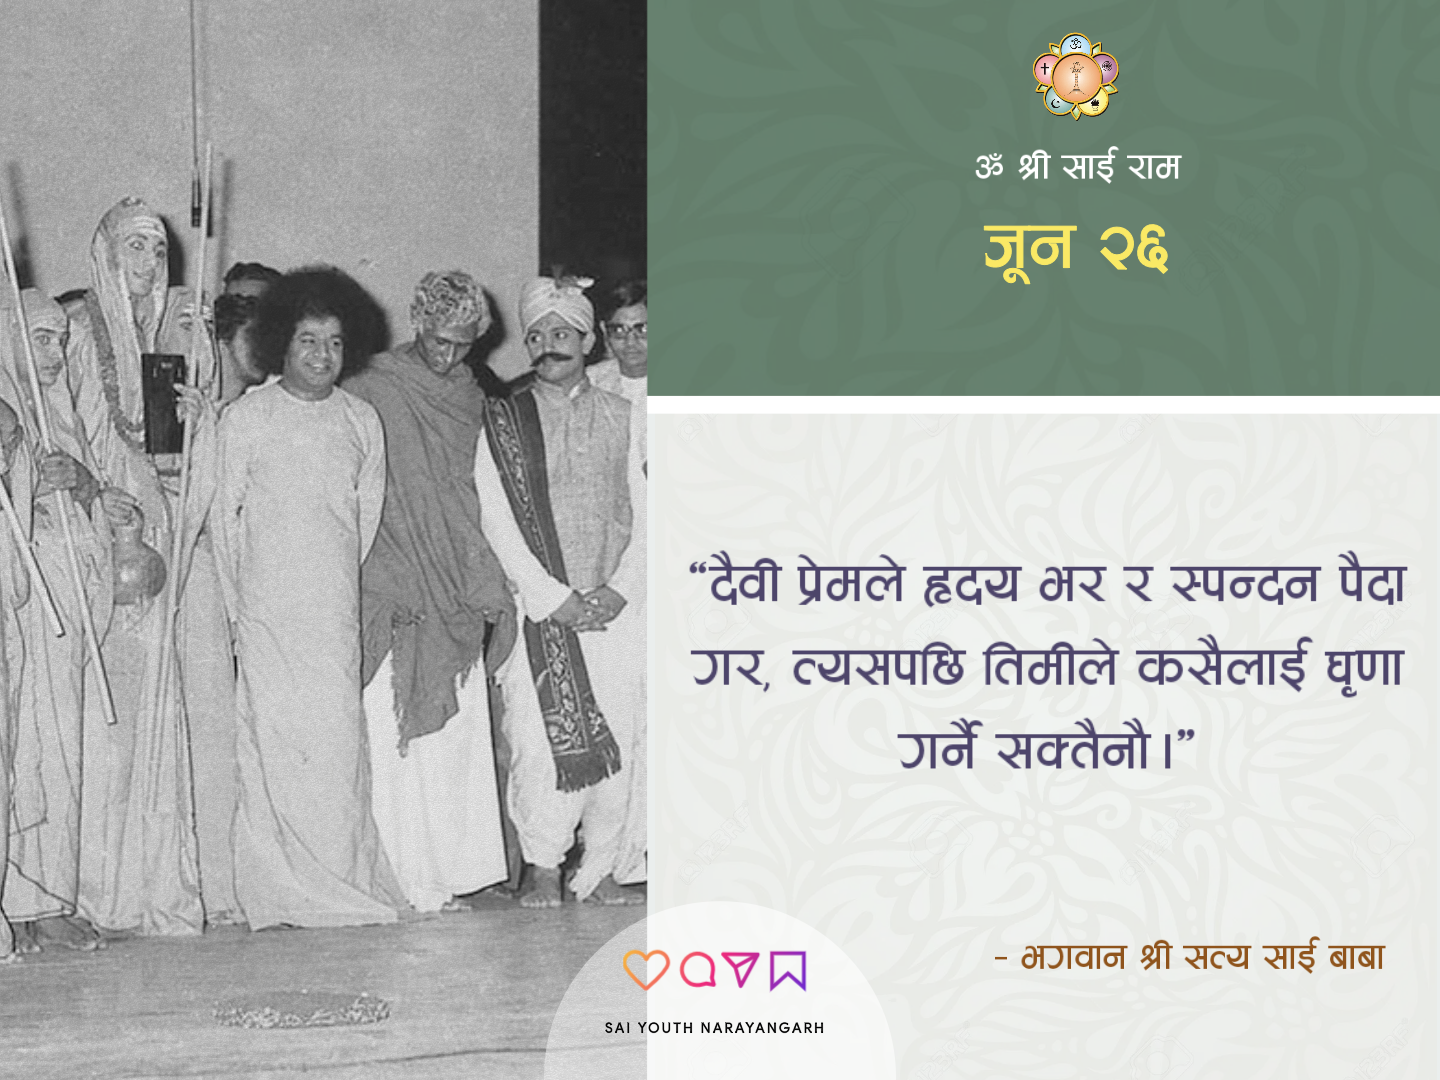 ॐ श्री साई राम
जून २६
“दैवी प्रेमले हृदय भर र स्पन्दन पैदा
गर, त्यसपछि तिमीले कसैलाई घृणा
गर्नै सक्तैनौ।”
- भगवान श्री सत्य साई बाबा
SAI YOUTH NARAYANGARH